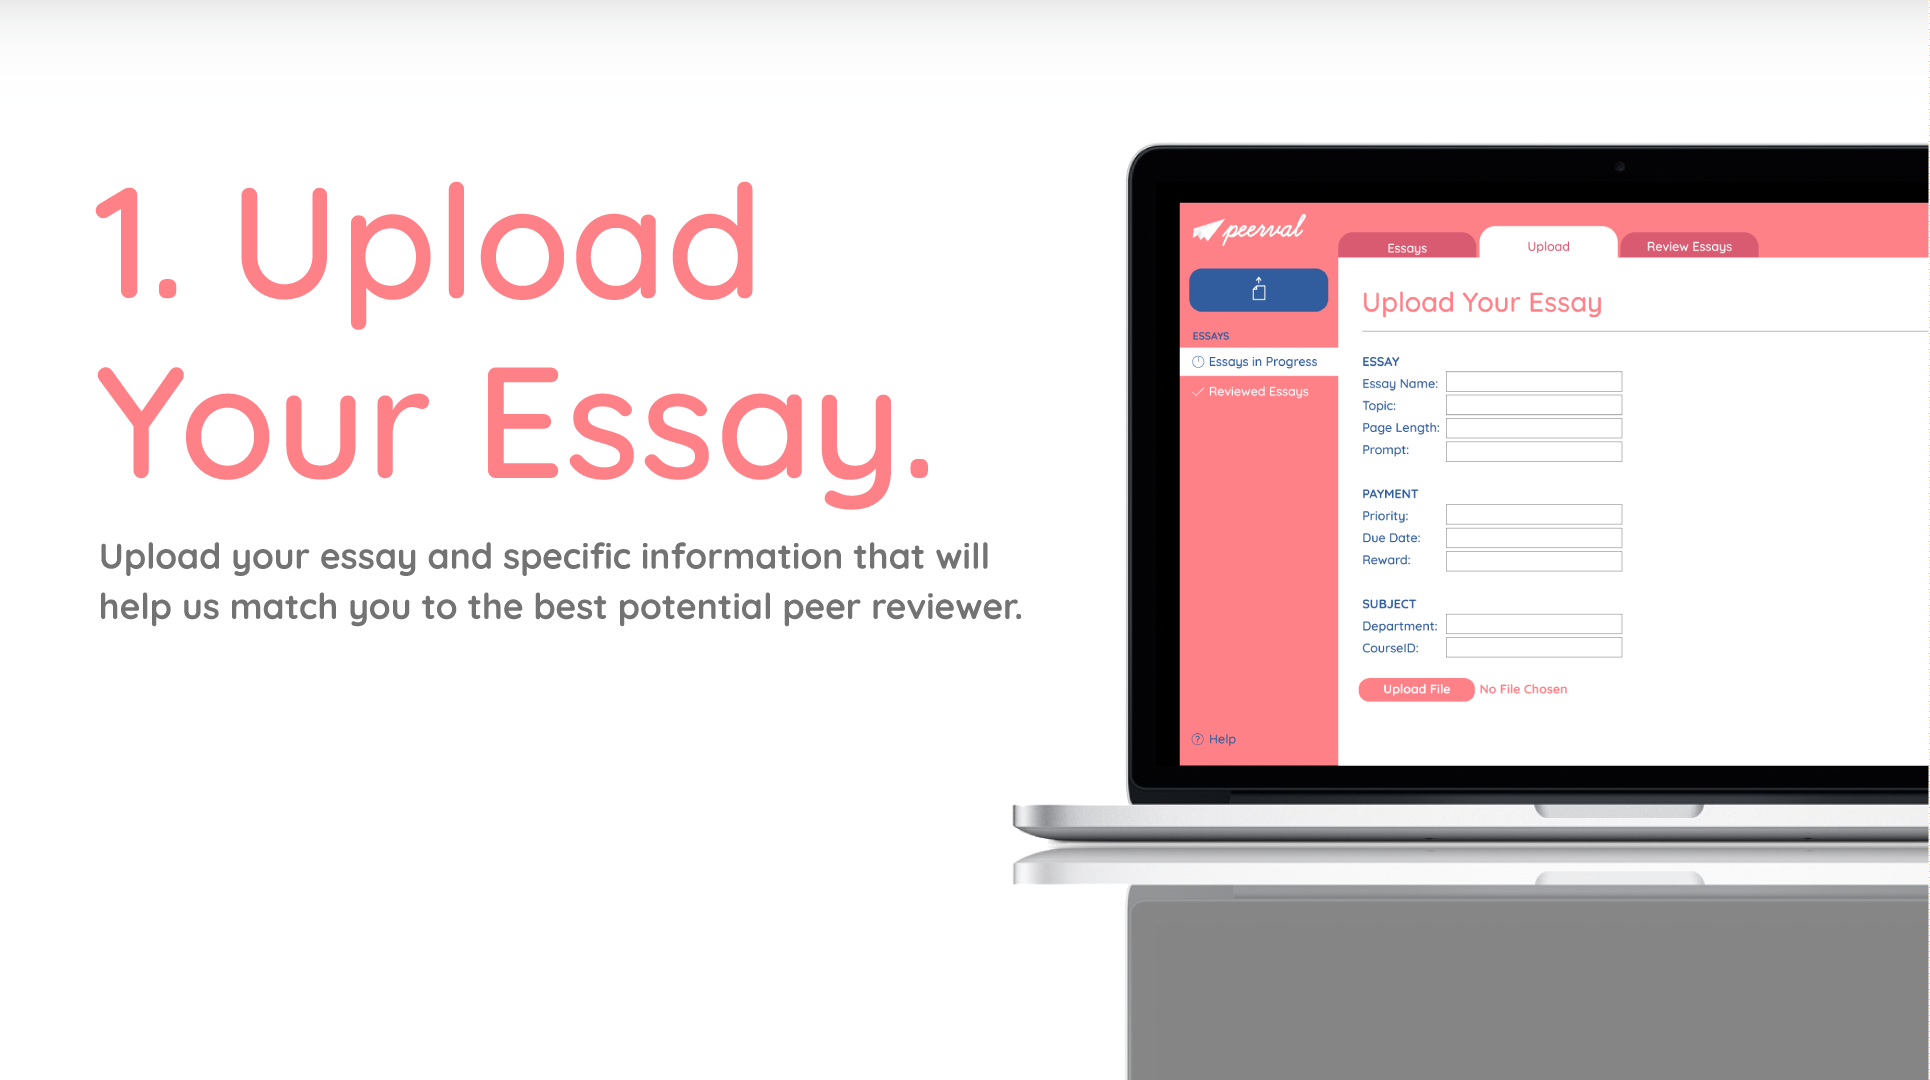 1. Upload
Your Essay.
Upload your essay and specific information that will
help us match you to the best potential peer reviewer.
peerval
Essays
Upload
Review Essays
ESSAYS
Essays in Progress
Reviewed Essays
Help
Upload Your Essay
ESSAY
Essay Name:
Topic:
Page Length:
Prompt:
PAYMENT
Priority:
Due Date:
Reward:
SUBJECT
Department:
CourseID:
Upload File No File Chosen